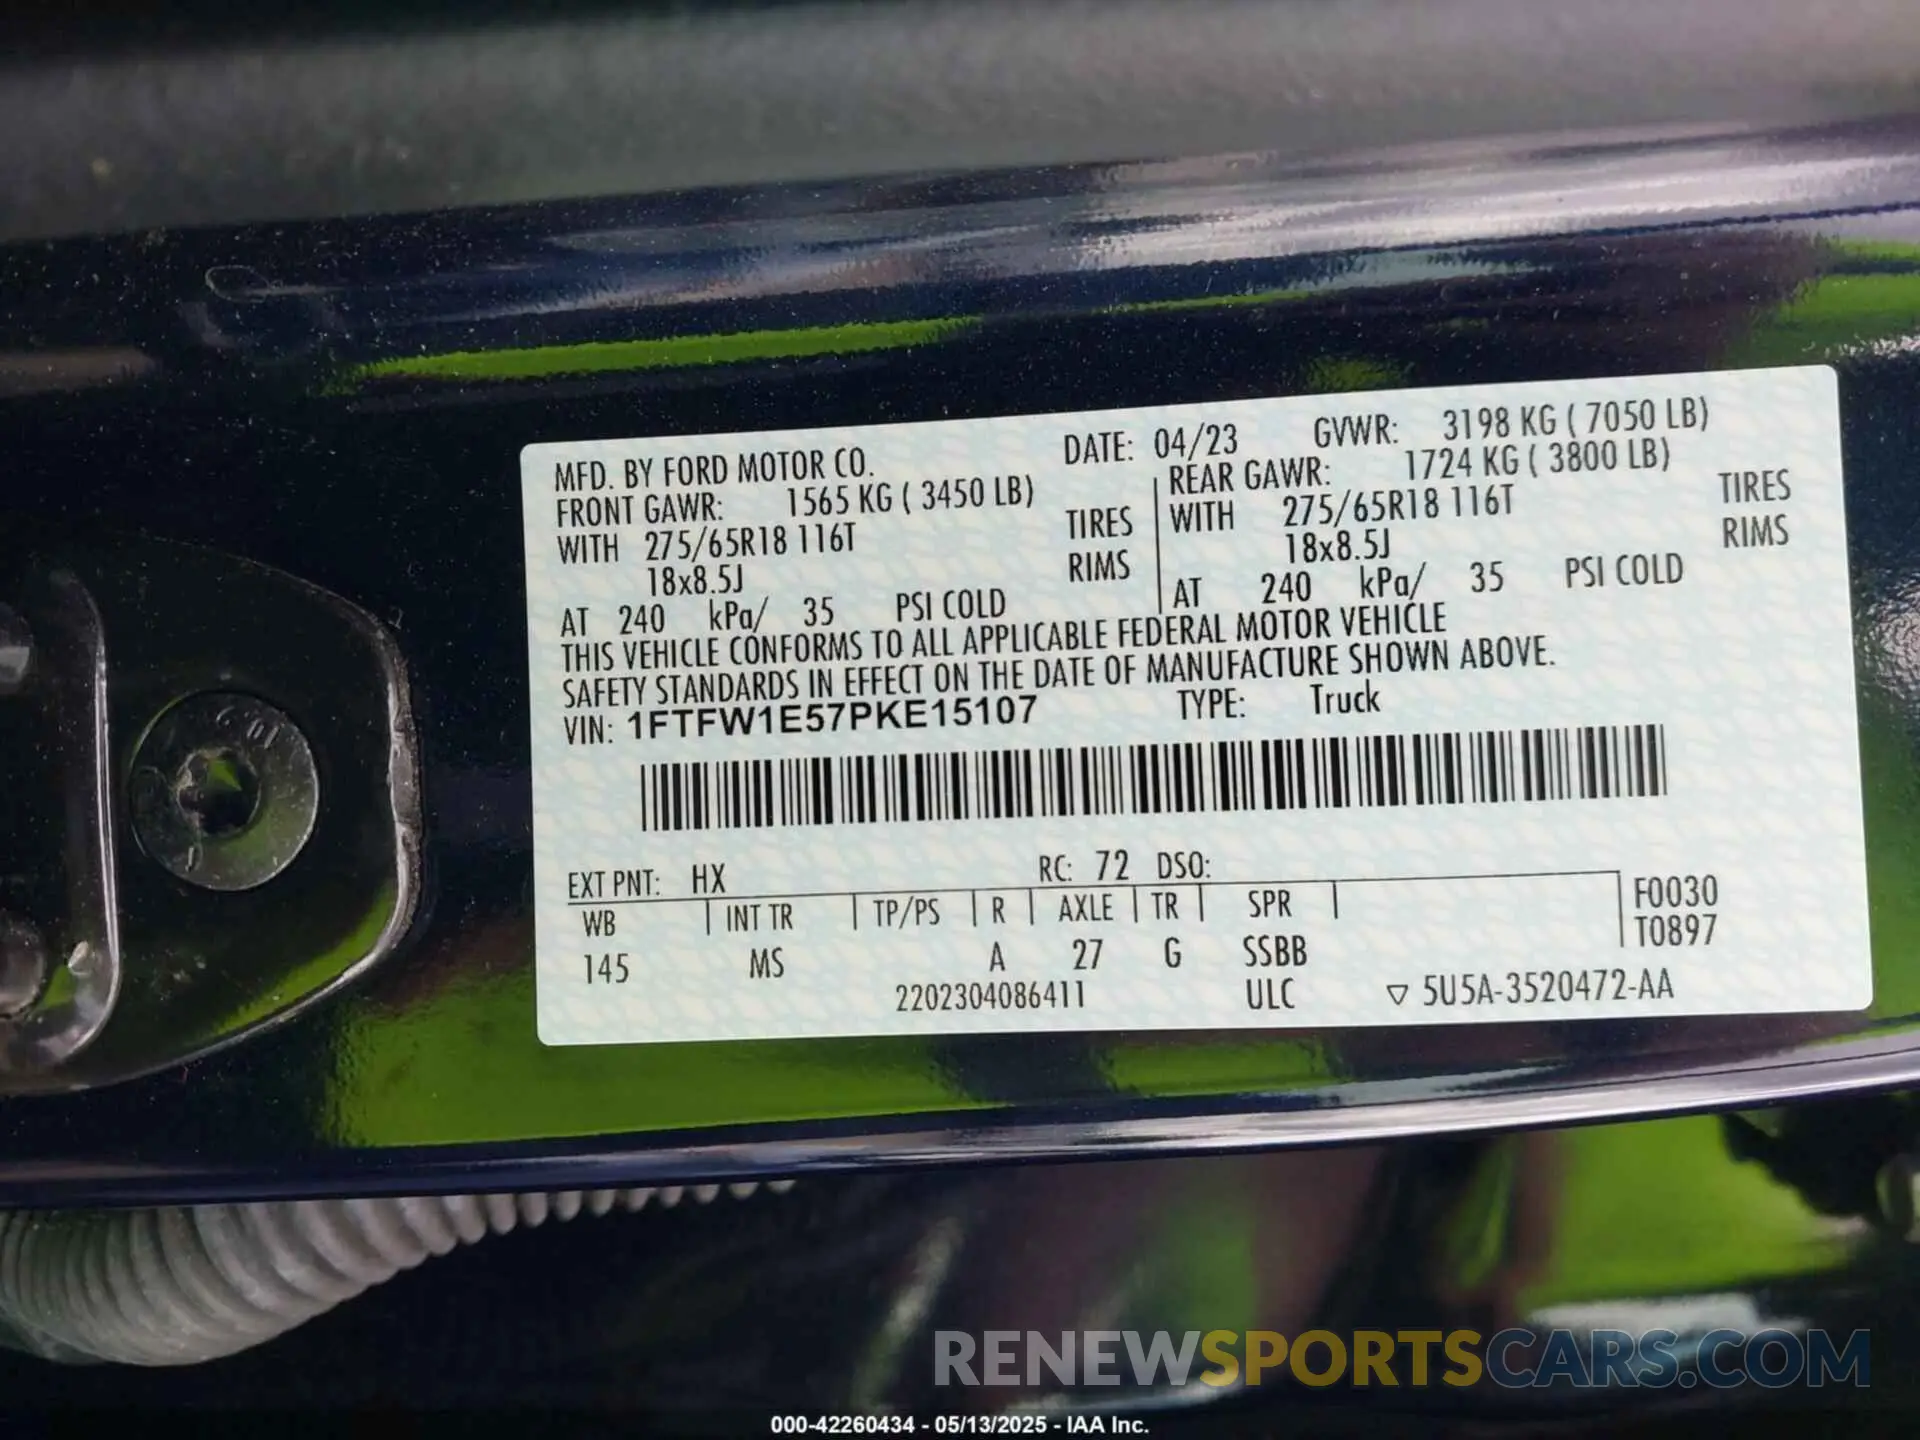 MFD. BY FORD MOTOR CO. DATE: 04/23 GVWR: 3198 KG ( 7050 LB)
FRONT GAWR: 1565 KG ( 3450 LB) REAR GAWR: 1724 KG ( 3800 LB)
WITH 275/65R18 116T TIRES WITH 275/65R18 116T TIRES
18x8.5J RIMS 18x8.5J RIMS
AT 240 kPa/ 35 PSI COLD AT 240 kPa/ 35 PSI COLD
THIS VEHICLE CONFORMS TO ALL APPLICABLE FEDERAL MOTOR VEHICLE
SAFETY STANDARDS IN EFFECT ON THE DATE OF MANUFACTURE SHOWN ABOVE.
VIN: 1FTFW1E57PKE15107 TYPE: Truck
EXT PNT: HX RC: 72 DSO:
WB INT TR TP/PS R AXLE TR SPR F0030
145 MS A 27 G SSBB T0897
2202304086411 ULC ▽ 5U5A-3520472-AA
RENEWSPORTSCARS.COM
000-42260434 - 05/13/2025 - IAA Inc.